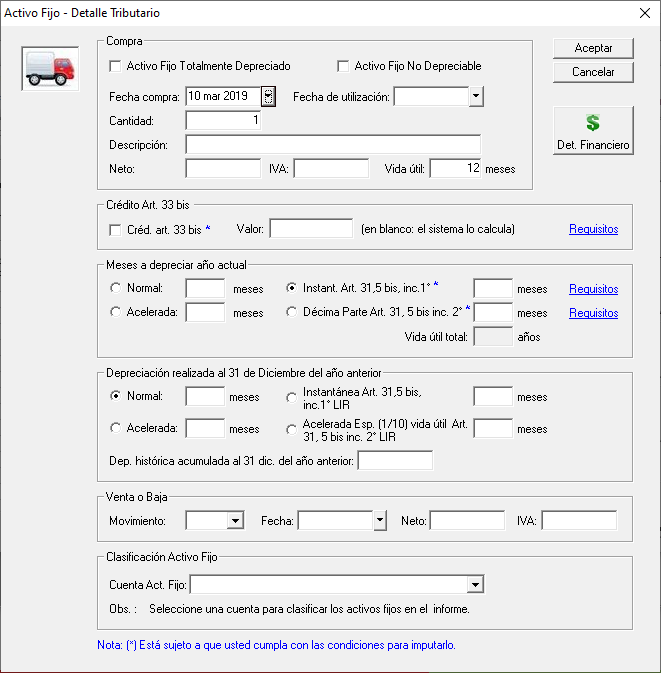 Activo Fijo - Detalle Tributario
Compra
Activo Fijo Totalmente Depreciado Activo Fijo No Depreciable
Aceptar
Cancelar
Fecha compra: 10 mar 2019 Fecha de utilización:
Cantidad: 1
Descripción:
Neto: IVA: Vida útil: 12 meses
$
Det. Financiero
Crédito Art. 33 bis
Créd. art. 33 bis * Valor: (en blanco: el sistema lo calcula) Requisitos
Meses a depreciar año actual
Normal: meses Instant. Art. 31,5 bis, inc.1° * meses Requisitos
Acelerada: meses Décima Parte Art. 31, 5 bis inc. 2° * meses Requisitos
Vida útil total: años
Depreciación realizada al 31 de Diciembre del año anterior
Normal: meses Instantánea Art. 31,5 bis,
inc.1° LIR meses
Acelerada: meses Acelerada Esp. (1/10) vida útil Art.
31, 5 bis inc. 2° LIR meses
Dep. histórica acumulada al 31 dic. del año anterior:
Venta o Baja
Movimiento: Fecha: Neto: IVA:
Clasificación Activo Fijo
Cuenta Act. Fijo:
Obs. : Seleccione una cuenta para clasificar los activos fijos en el informe.
Nota: (*) Está sujeto a que usted cumpla con las condiciones para imputarlo.